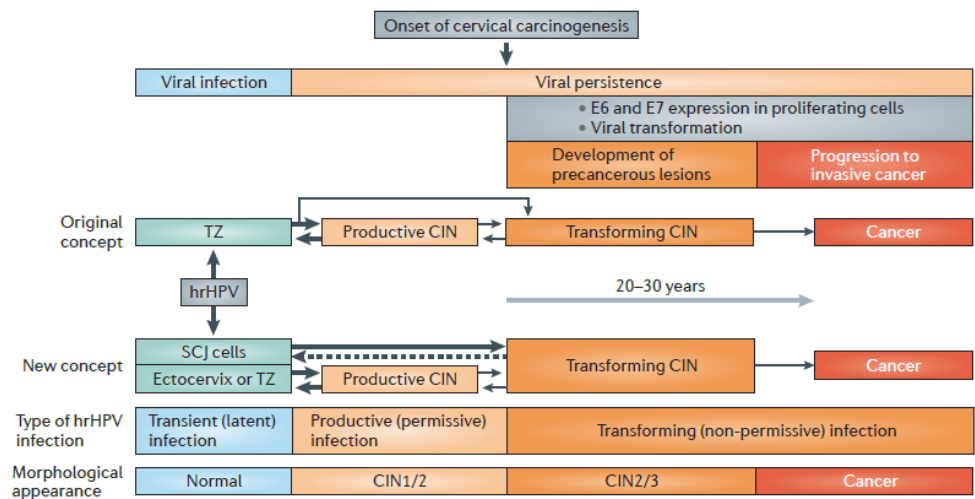 Onset of cervical carcinogenesis
Viral infection
Viral persistence
• E6 and E7 expression in proliferating cells
• Viral transformation
Development of
precancerous lesions
Progression to
invasive cancer
Original
concept
TZ
Productive CIN
Transforming CIN
Cancer
hrHPV
20–30 years
New concept
SCJ cells
Ectocervix or TZ
Productive CIN
Transforming CIN
Cancer
Type of hrHPV
infection
Transient (latent)
infection
Productive (permissive)
infection
Transforming (non-permissive) infection
Morphological
appearance
Normal
CIN1/2
CIN2/3
Cancer